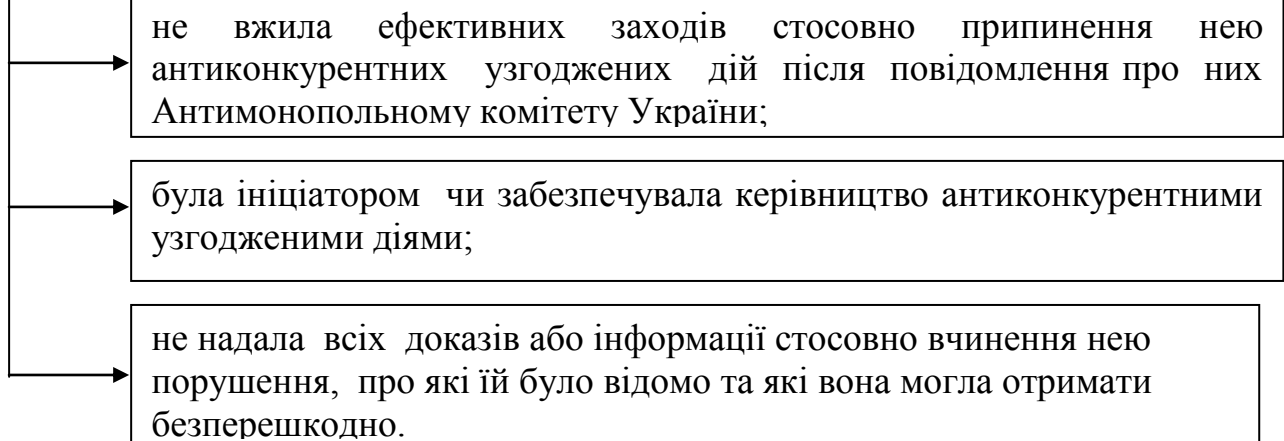 не вжила ефективних заходів стосовно припинення нею
антиконкурентних узгоджених дій після повідомлення про них
Антимонопольному комітету України;
була ініціатором чи забезпечувала керівництво антиконкурентними
узгодженими діями;
не надала всіх доказів або інформації стосовно вчинення нею
порушення, про які їй було відомо та які вона могла отримати
безперешкодно.